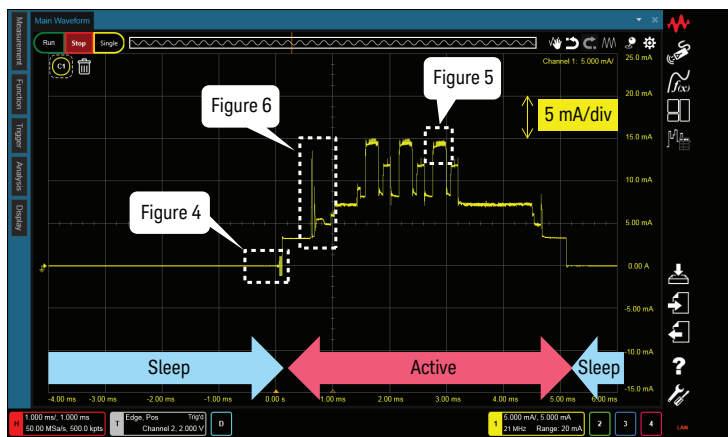 Main Waveform
Measurement
Function
Trigger
Analysis
Display
Run
Stop
Single
C1
f(x)
Channel 1: 5.000 mA/
25.0 mA
20.0 mA
15.0 mA
10.0 mA
5.00 mA
0.00 A
-5.00 mA
-10.0 mA
-15.0 mA
Figure 5
5 mA/div
Figure 6
Figure 4
Sleep
Active
Sleep
-4.00 ms
-3.00 ms
-2.00 ms
-1.00 ms
0.00 s
1.00 ms
2.00 ms
3.00 ms
4.00 ms
5.00 ms
6.00 ms
?
H
1.000 ms/, 1.000 ms
50.00 MSa/s, 500.0 kpts
T
Edge, Pos
Trig'd
Channel 2, 2.000 V
D
1
5.000 mA/, 5.000 mA
21 MHz
Range: 20 mA
2
3
4
LAN